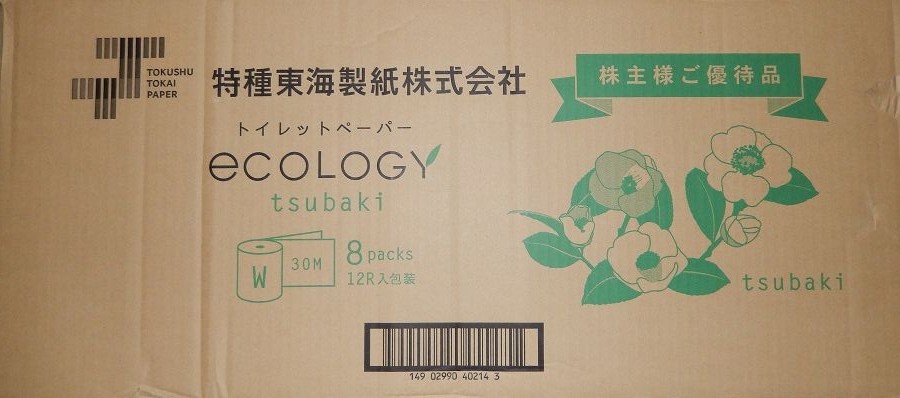 TOKUSHU
TOKAI
PAPER
特種東海製紙株式会社
株主様ご優待品
トイレットペーパー
ecology
tsubaki
W
30M
8 packs
12R入包装
tsubaki
149 02990 40214 3